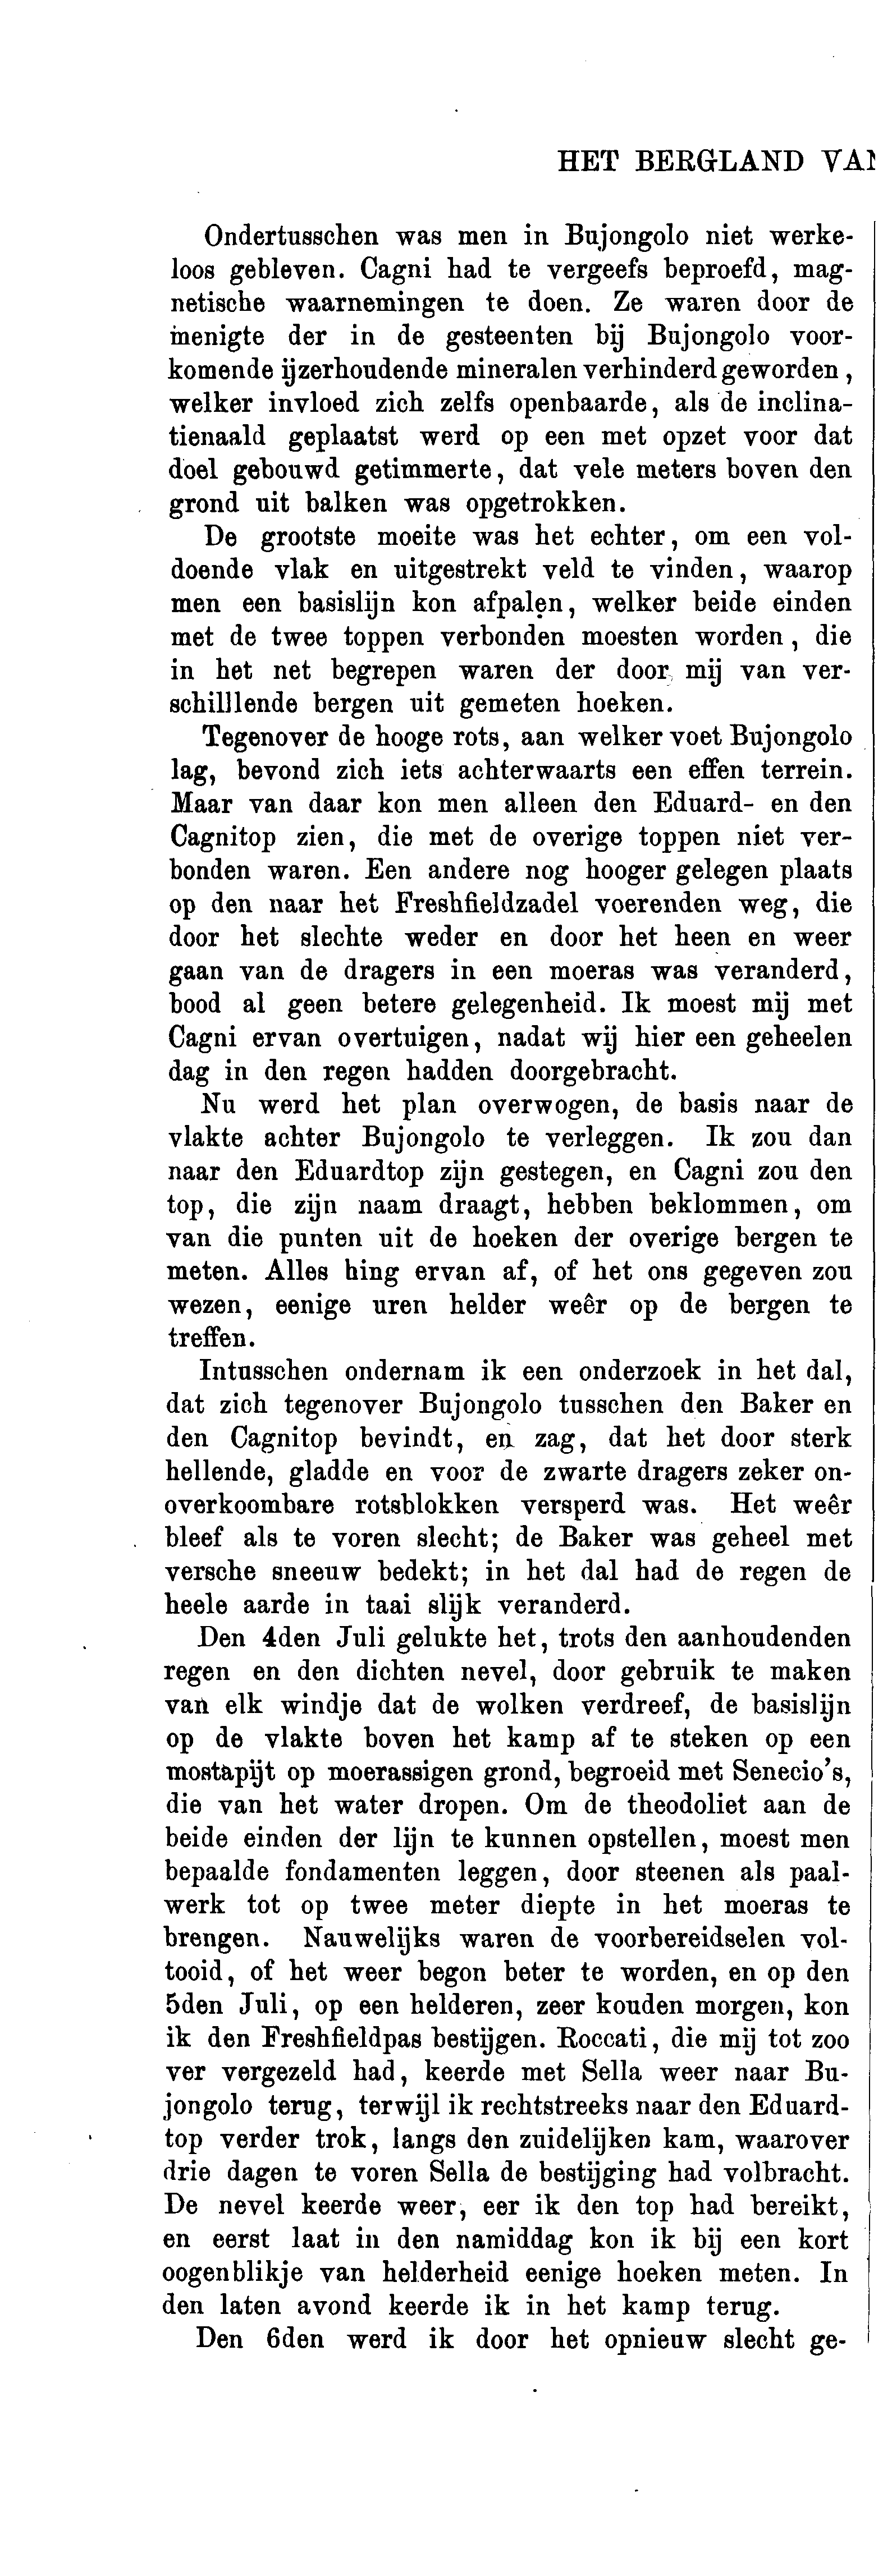 HET BERGLAND VAN
Ondertusschen was men in Bujongolo niet werke-
loos gebleven. Cagni had te vergeefs beproefd, mag-
netische waarnemingen te doen. Ze waren door de
menigte der in de gesteenten bij Bujongolo voor-
komende ijzerhoudende mineralen verhinderd geworden,
welker invloed zich zelfs openbaarde, als de inclina-
tienaald geplaatst werd op een met opzet voor dat
doel gebouwd getimmerte, dat vele meters boven den
grond uit balken was opgetrokken.
De grootste moeite was het echter, om een vol-
doende vlak en uitgestrekt veld te vinden, waarop
men een basislijn kon afpalen, welker beide einden
met de twee toppen verbonden moesten worden, die
in het net begrepen waren der door mij van ver-
schilllende bergen uit gemeten hoeken.
Tegenover de hooge rots, aan welker voet Bujongolo
lag, bevond zich iets achterwaarts een effen terrein.
Maar van daar kon men alleen den Eduard- en den
Cagnitop zien, die met de overige toppen niet ver-
bonden waren. Een andere nog hooger gelegen plaats
op den naar het Freshfieldzadel voerenden weg, die
door het slechte weder en door het heen en weer
gaan van de dragers in een moeras was veranderd,
bood al geen betere gelegenheid. Ik moest mij met
Cagni ervan overtuigen, nadat wij hier een geheelen
dag in den regen hadden doorgebracht.
Nu werd het plan overwogen, de basis naar de
vlakte achter Bujongolo te verleggen. Ik zou dan
naar den Eduardtop zijn gestegen, en Cagni zou den
top, die zijn naam draagt, hebben beklommen, om
van die punten uit de hoeken der overige bergen te
meten. Alles hing ervan af, of het ons gegeven zou
wezen, eenige uren helder weêr op de bergen te
treffen.
Intusschen ondernam ik een onderzoek in het dal,
dat zich tegenover Bujongolo tusschen den Baker en
den Cagnitop bevindt, en zag, dat het door sterk
hellende, gladde en voor de zwarte dragers zeker on-
overkoombare rotsblokken versperd was. Het weêr
bleef als te voren slecht; de Baker was geheel met
versche sneeuw bedekt; in het dal had de regen de
heele aarde in taai slijk veranderd.
Den 4den Juli gelukte het, trots den aanhoudenden
regen en den dichten nevel, door gebruik te maken
van elk windje dat de wolken verdreef, de basislijn
op de vlakte boven het kamp af te steken op een
mostapijt op moerassigen grond, begroeid met Senecio's,
die van het water dropen. Om de theodoliet aan de
beide einden der lijn te kunnen opstellen, moest men
bepaalde fondamenten leggen, door steenen als paal-
werk tot op twee meter diepte in het moeras te
brengen. Nauwelijks waren de voorbereidselen vol-
tooid, of het weer begon beter te worden, en op den
5den Juli, op een helderen, zeer kouden morgen, kon
ik den Freshfieldpas bestijgen. Roccati, die mij tot zoo
ver vergezeld had, keerde met Sella weer naar Bu-
jongolo terug, terwijl ik rechtstreeks naar den Eduard-
top verder trok, langs den zuidelijken kam, waarover
drie dagen te voren Sella de bestijging had volbracht.
De nevel keerde weer, eer ik den top had bereikt,
en eerst laat in den namiddag kon ik bij een kort
oogenblikje van helderheid eenige hoeken meten. In
den laten avond keerde ik in het kamp terug.
Den 6den werd ik door het opnieuw slecht ge-